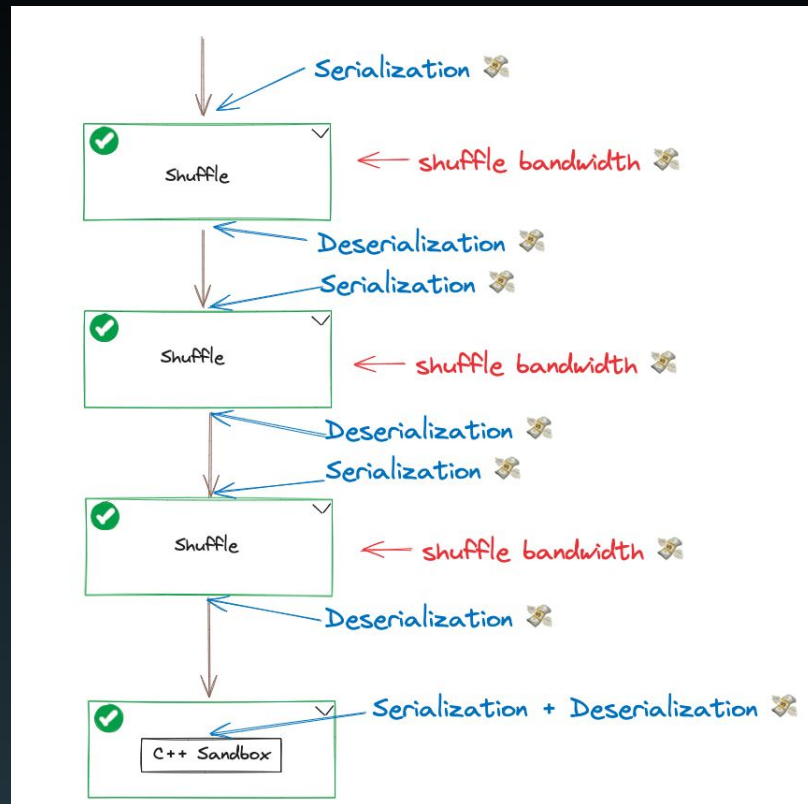 Serialization 💸
Shuffle
shuffle bandwidth 💸
Deserialization 💸
Serialization 💸
Shuffle
shuffle bandwidth 💸
Deserialization 💸
Serialization 💸
Shuffle
shuffle bandwidth 💸
Deserialization 💸
Serialization + Deserialization 💸
C++ Sandbox